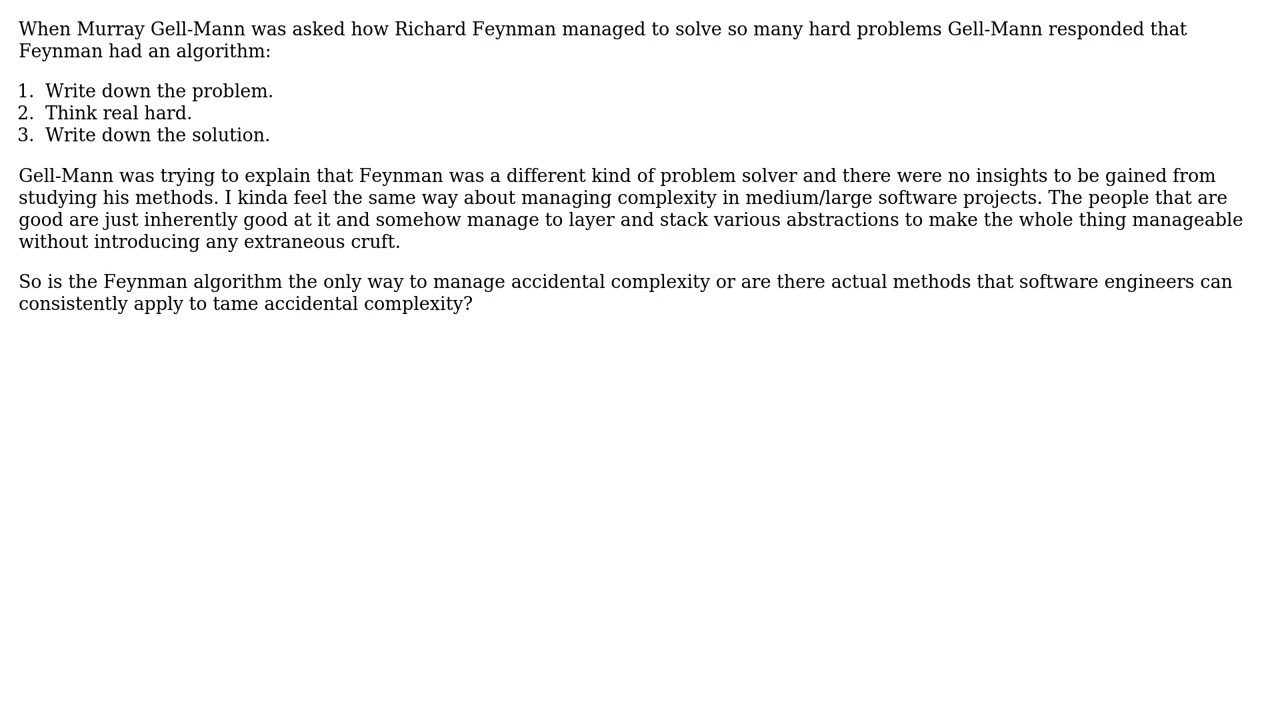 When Murray Gell-Mann was asked how Richard Feynman managed to solve so many hard problems Gell-Mann responded that
Feynman had an algorithm:
1. Write down the problem.
2. Think real hard.
3. Write down the solution.
Gell-Mann was trying to explain that Feynman was a different kind of problem solver and there were no insights to be gained from
studying his methods. I kinda feel the same way about managing complexity in medium/large software projects. The people that are
good are just inherently good at it and somehow manage to layer and stack various abstractions to make the whole thing manageable
without introducing any extraneous cruft.
So is the Feynman algorithm the only way to manage accidental complexity or are there actual methods that software engineers can
consistently apply to tame accidental complexity?